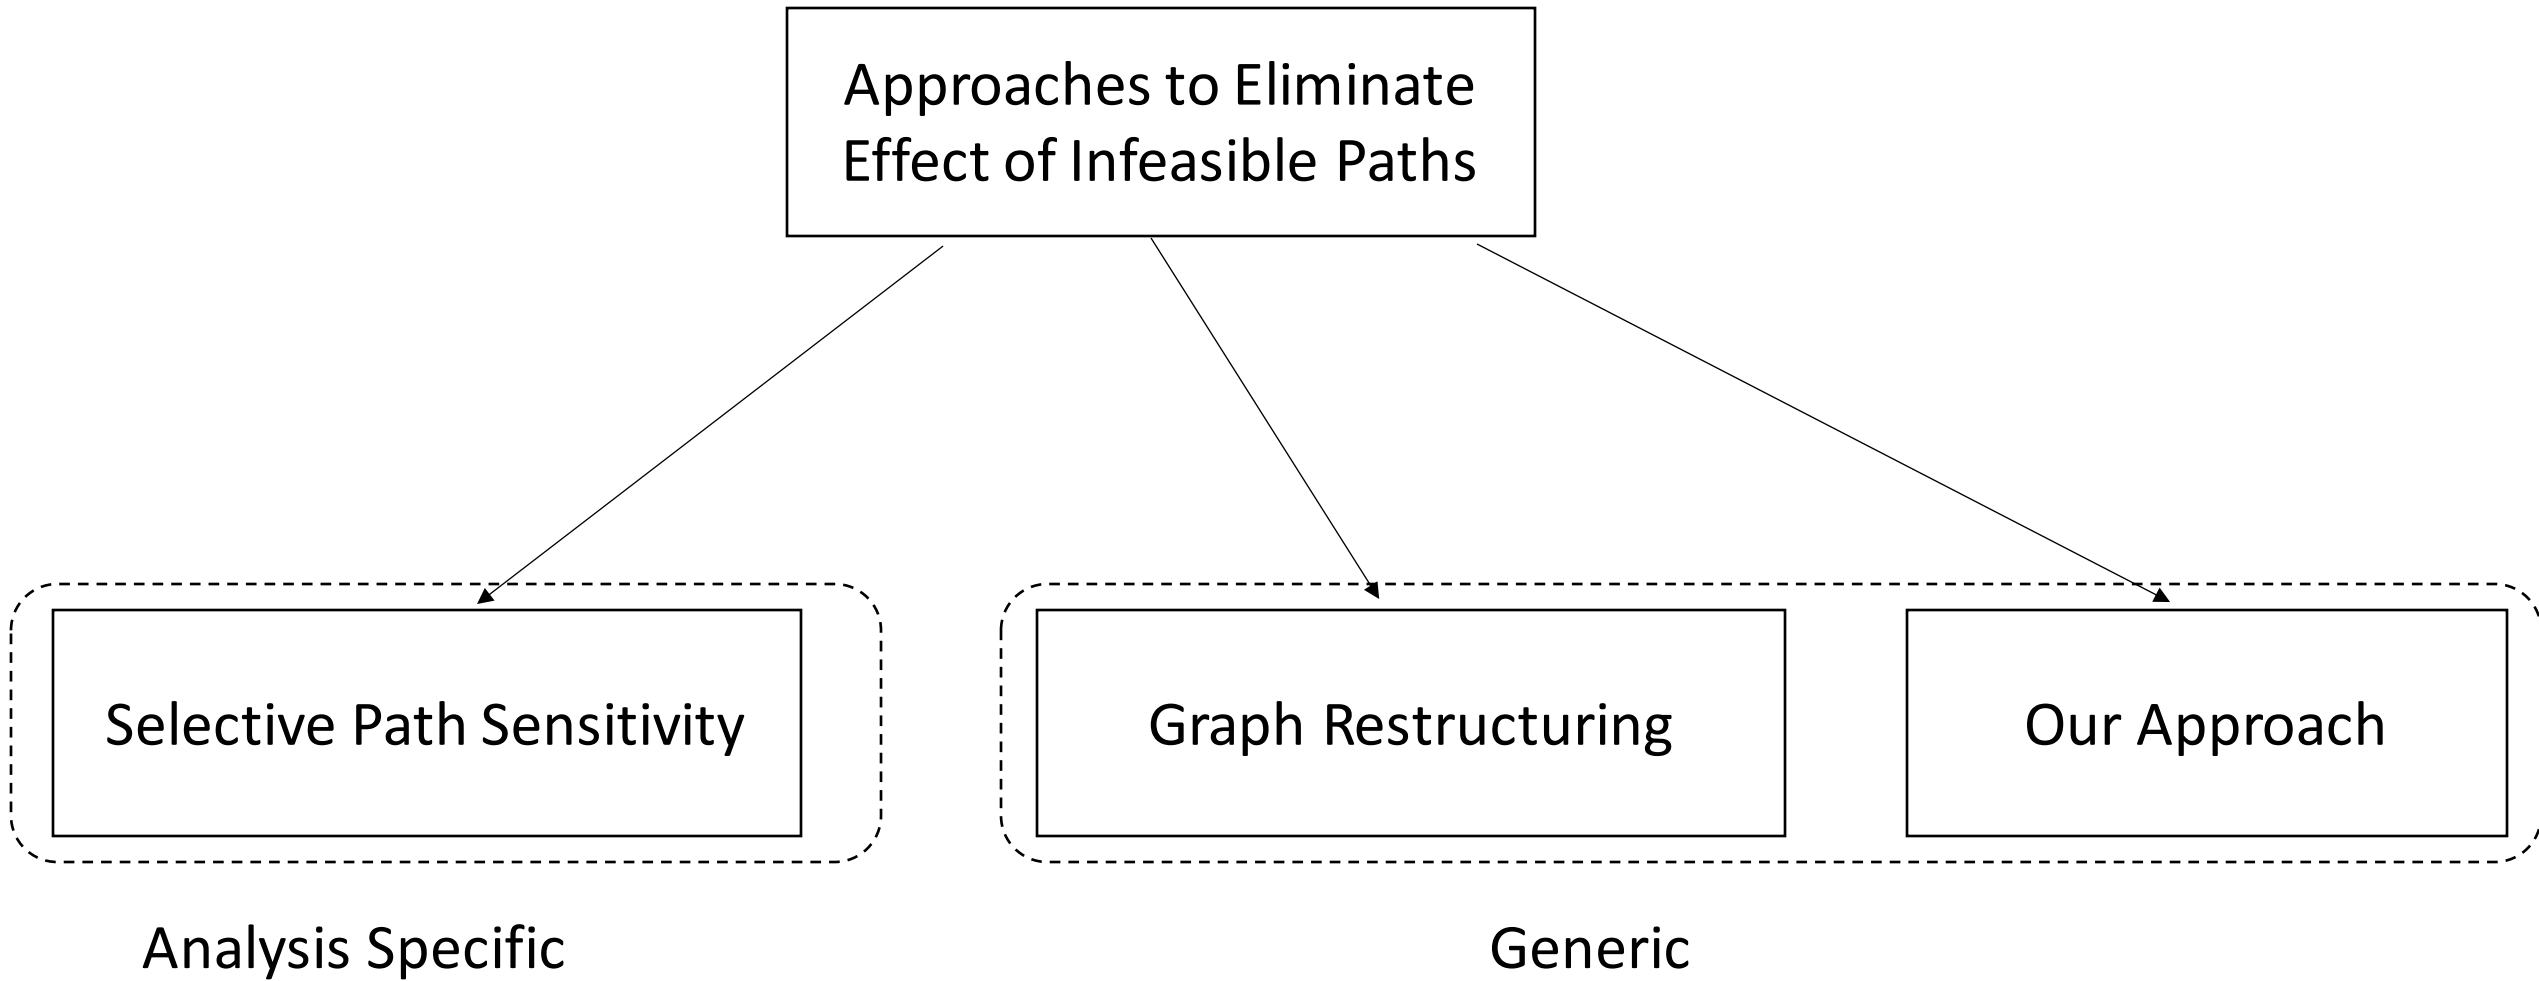 Approaches to Eliminate
Effect of Infeasible Paths
Selective Path Sensitivity
Graph Restructuring
Our Approach
Analysis Specific
Generic